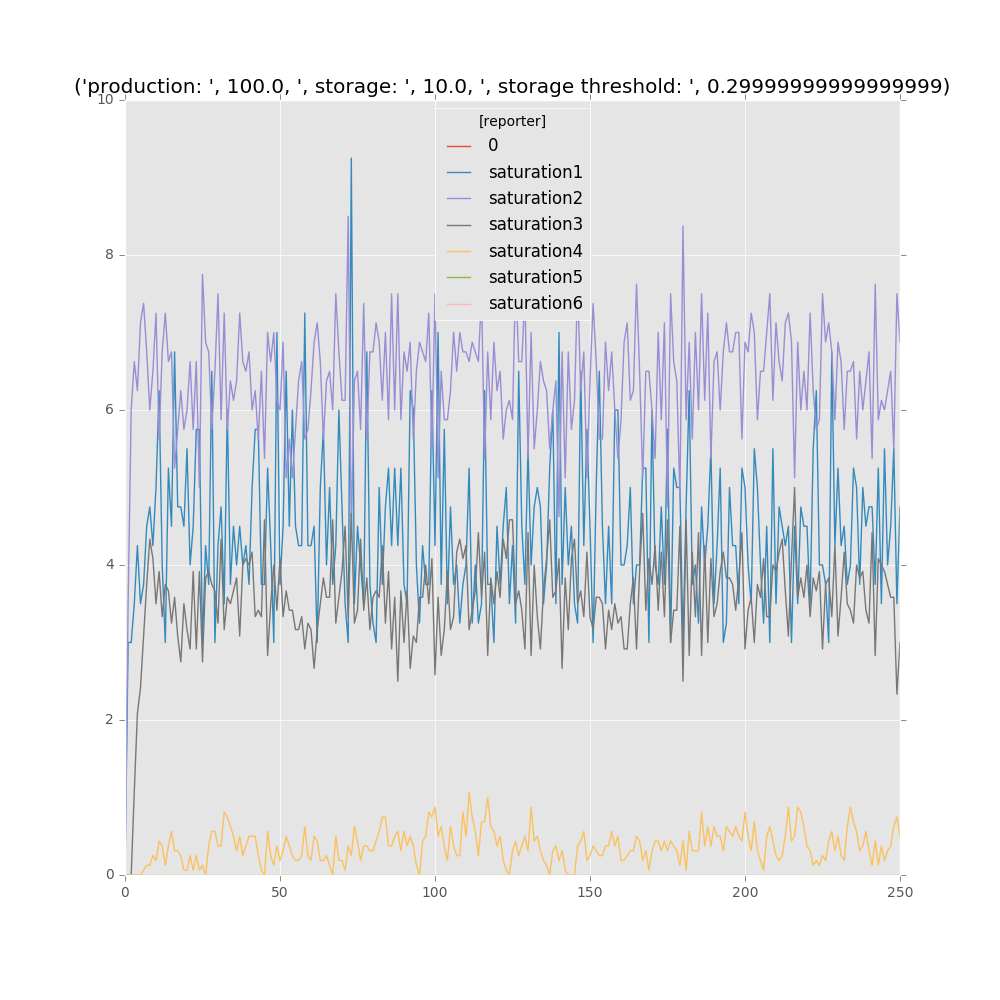 ('production: ', 100.0, ', storage: ', 10.0, ', storage threshold: ', 0.29999999999999999)
10
8
6
4
2
0
[reporter]
0
saturation1
saturation2
saturation3
saturation4
saturation5
saturation6
0 50 100 150 200 250